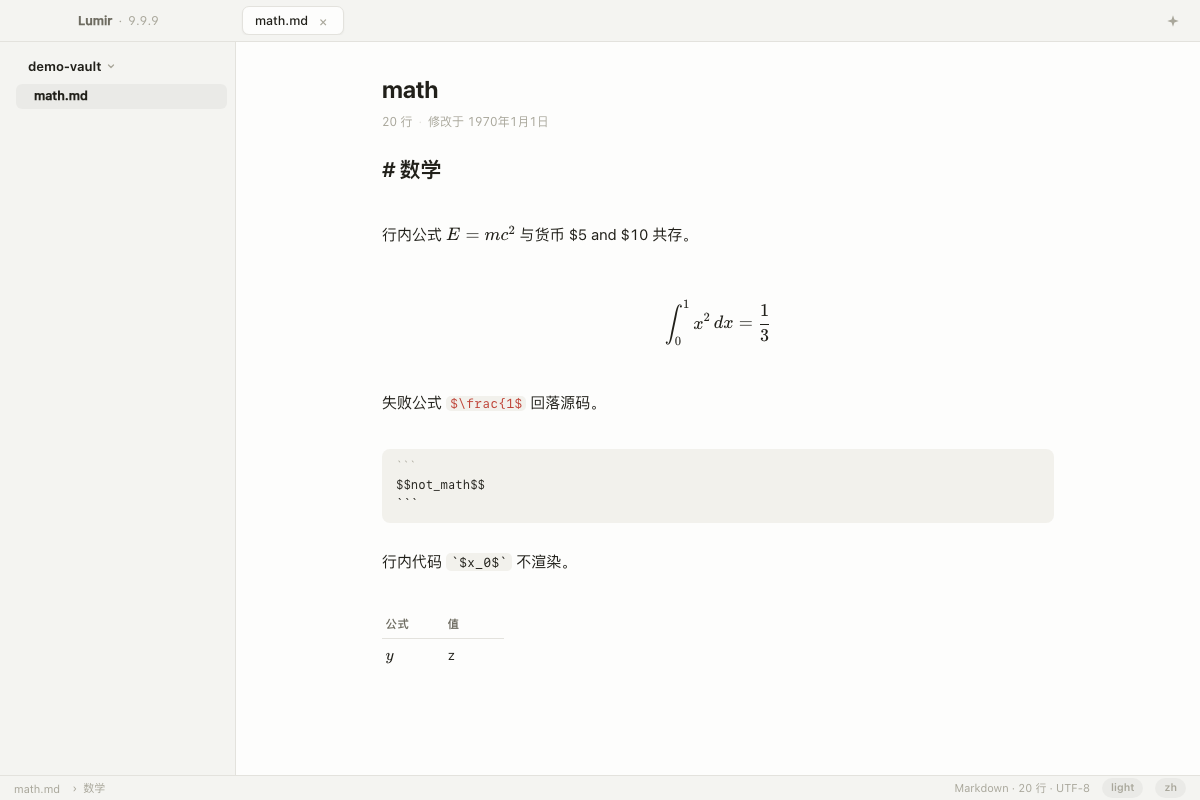 Lumir · 9.9.9
math.md ×
demo-vault
math.md
math
20 行 · 修改于 1970年1月1日
# 数学
行内公式 E = mc² 与货币 $5 and $10 共存。
∫₀¹ x² dx = 1/3
失败公式 $\frac{1$ 回落源码。
```
$$not_math$$
```
行内代码 `$x_0$` 不渲染。
公式 值
y z
math.md › 数学
Markdown · 20 行 · UTF-8 light zh